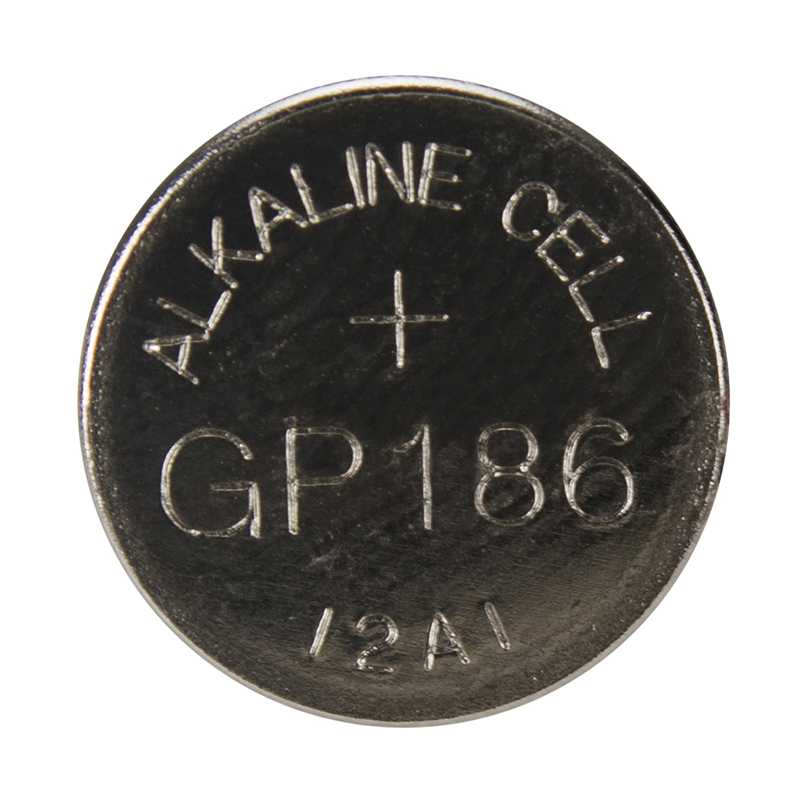 ALKALINE CELL
+
GP186
12A1